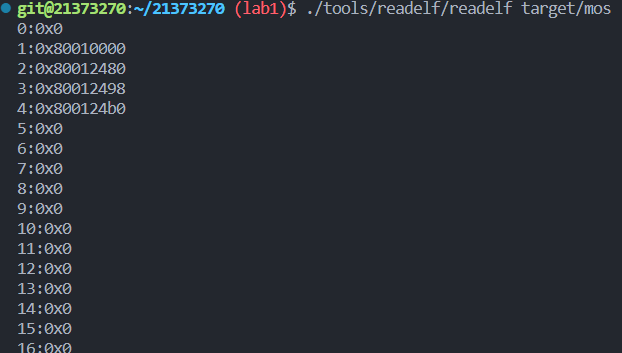 git@21373270:~/21373270 (lab1)$ ./tools/readelf/readelf target/mos
0:0x0
1:0x80010000
2:0x80012480
3:0x80012498
4:0x800124b0
5:0x0
6:0x0
7:0x0
8:0x0
9:0x0
10:0x0
11:0x0
12:0x0
13:0x0
14:0x0
15:0x0
16:0x0